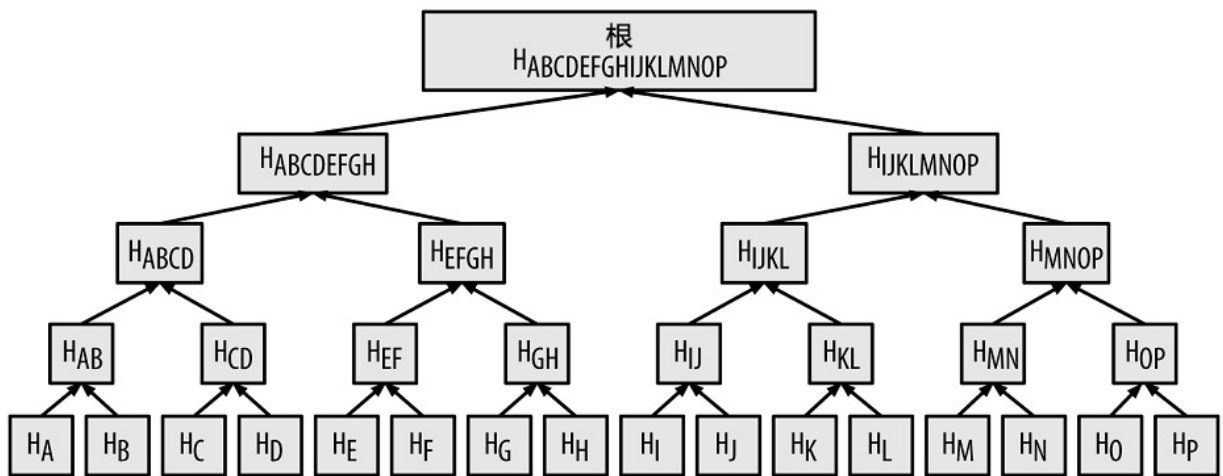 根
HABCDEFGHIJKLMNOP
HABCDEFGH HIJKLMNOP
HABCD HEFGH HIJKL HMNOP
HAB HCD HEF HGH HIJ HKL HMN HOP
HA HB HC HD HE HF HG HH HI HJ HK HL HM HN HO HP